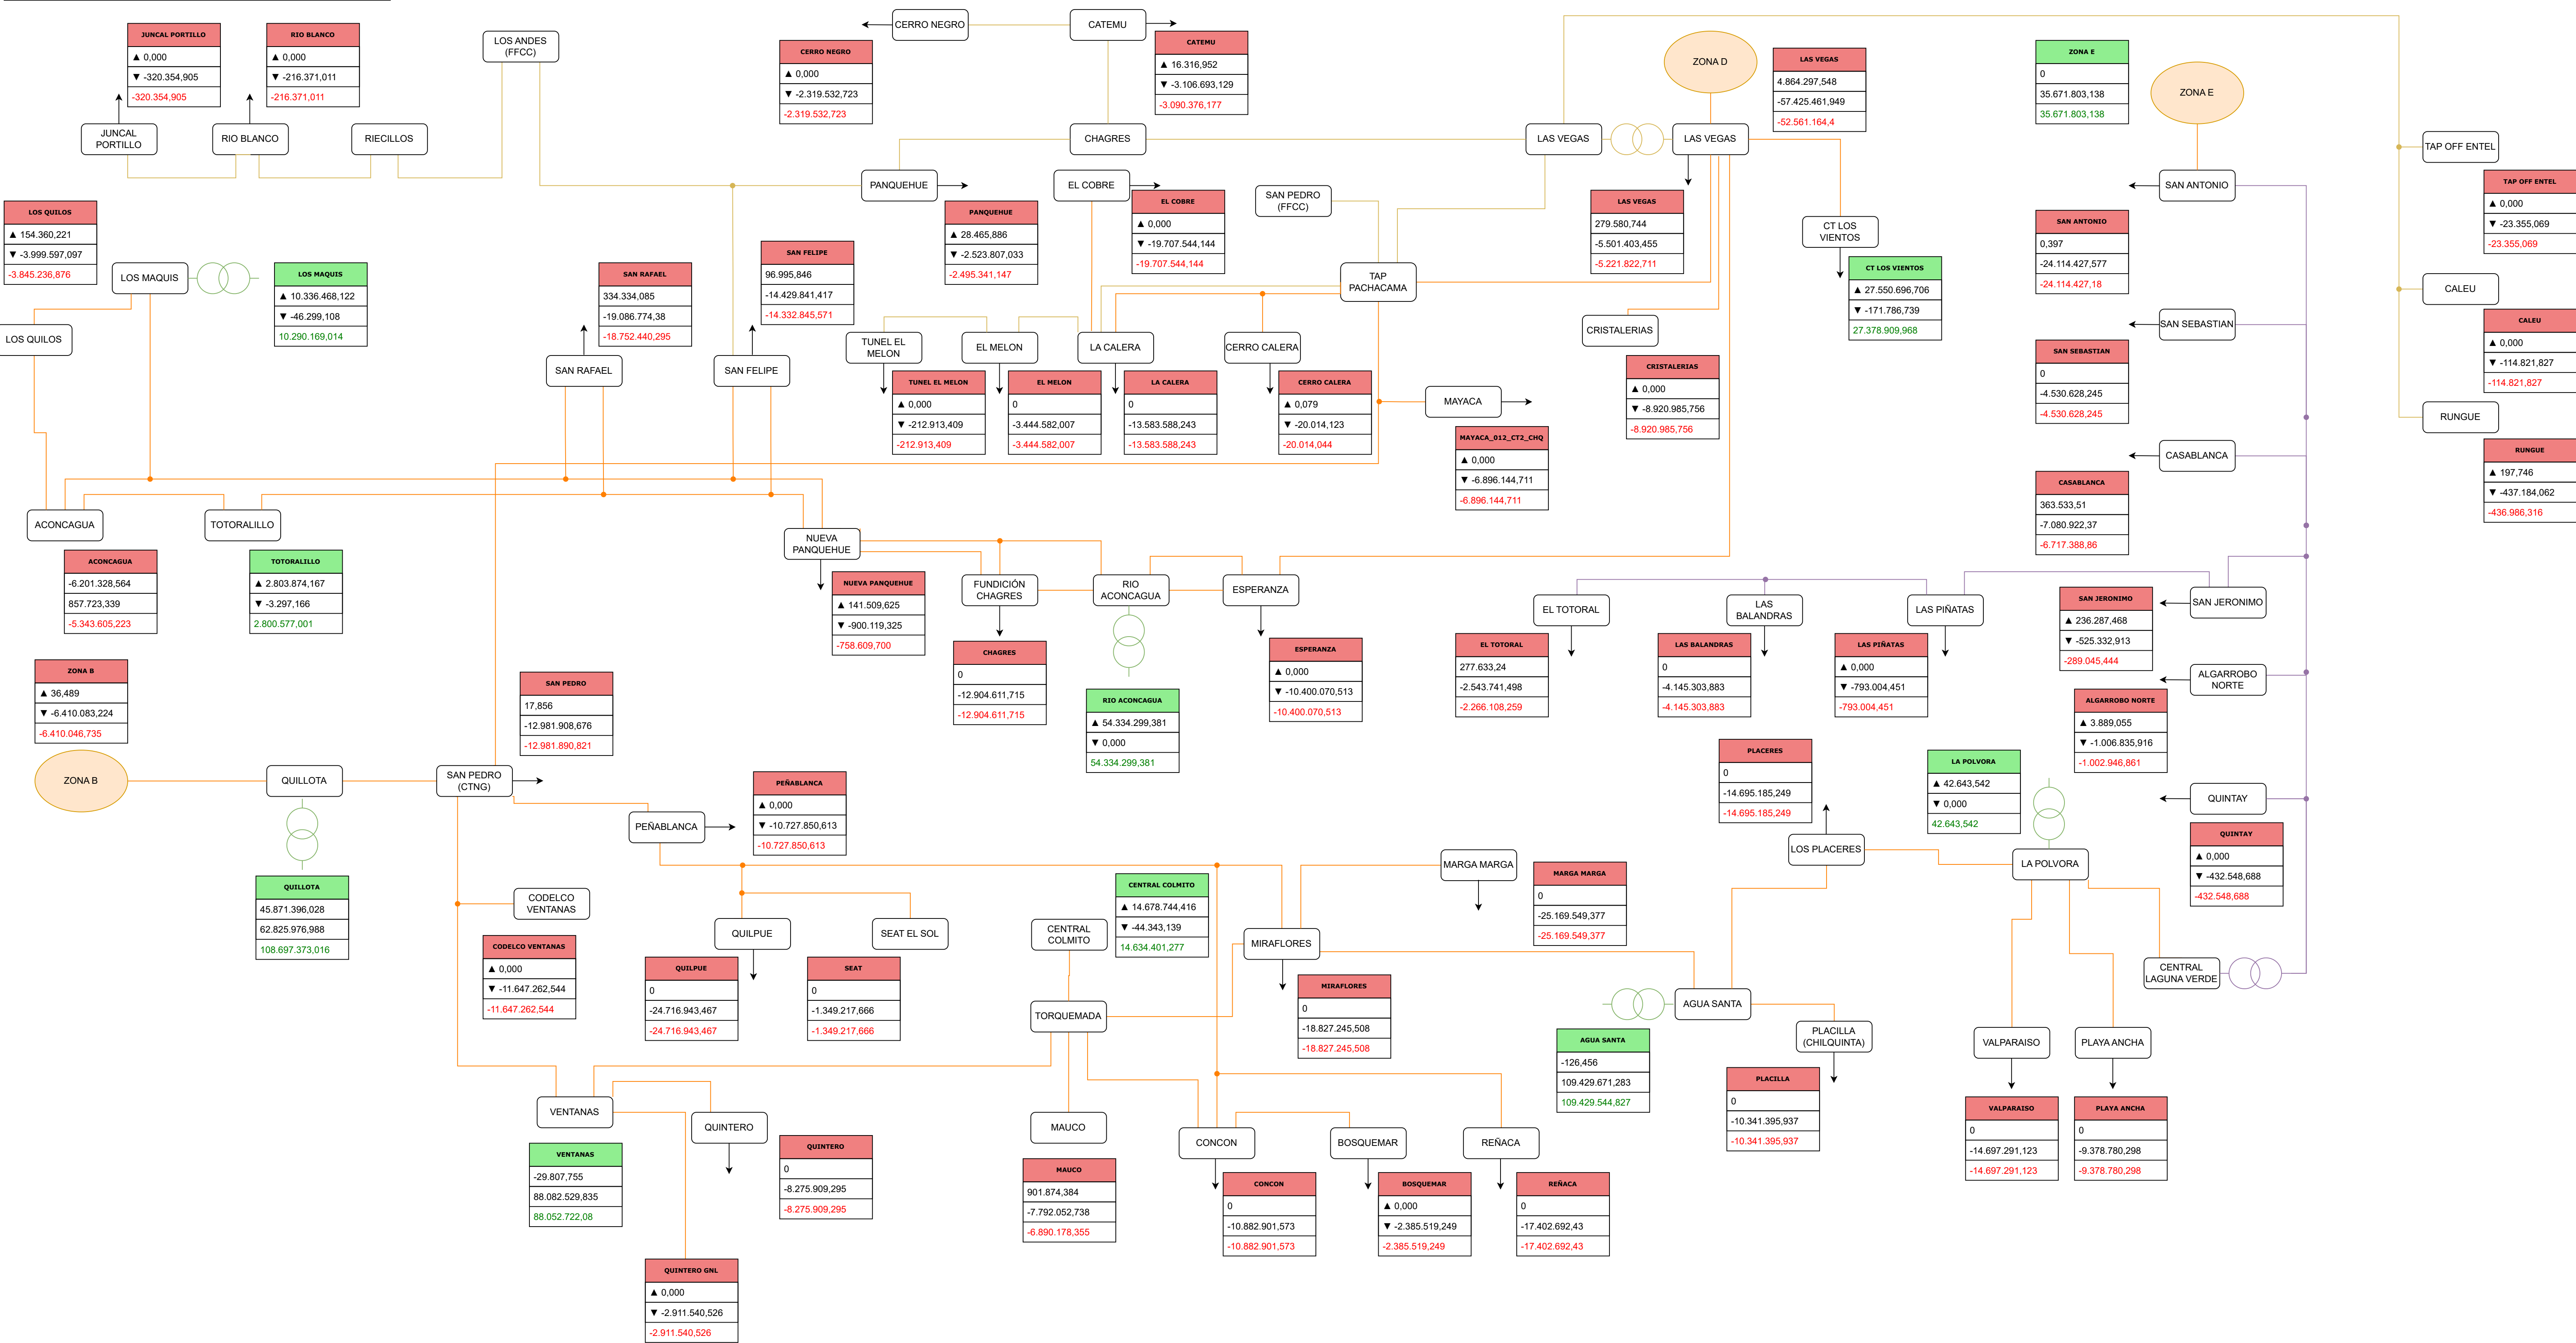 JUNCAL PORTILLO
▲ 0,000
▼ -320.354,905
-320.354,905
RIO BLANCO
▲ 0,000
▼ -216.371,011
-216.371,011
LOS ANDES
(FFCC)
CERRO NEGRO
CATEMU
CERRO NEGRO
▲ 0,000
▼ -2.319.532,723
-2.319.532,723
CATEMU
▲ 16.316,952
▼ -3.106.693,129
-3.090.376,177
ZONA D
LAS VEGAS
4.864.297,548
-57.425.461,949
-52.561.164,4
ZONA E
0
35.671.803,138
35.671.803,138
ZONA E
JUNCAL
PORTILLO
RIO BLANCO
RIECILLOS
CHAGRES
LAS VEGAS
LAS VEGAS
TAP OFF ENTEL
PANQUEHUE
EL COBRE
SAN PEDRO
(FFCC)
SAN ANTONIO
TAP OFF ENTEL
▲ 0,000
▼ -23.355,069
-23.355,069
LOS QUILOS
▲ 154.360,221
▼ -3.999.597,097
-3.845.236,876
PANQUEHUE
▲ 28.465,886
▼ -2.523.807,033
-2.495.341,147
EL COBRE
▲ 0,000
▼ -19.707.544,144
-19.707.544,144
LAS VEGAS
279.580,744
-5.501.403,455
-5.221.822,711
CT LOS
VIENTOS
SAN ANTONIO
0,397
-24.114.427,577
-24.114.427,18
SAN FELIPE
96.995,846
-14.429.841,417
-14.332.845,571
LOS MAQUIS
LOS MAQUIS
▲ 10.336.468,122
▼ -46.299,108
10.290.169,014
SAN RAFAEL
334.334,085
-19.086.774,38
-18.752.440,295
TAP
PACHACAMA
CT LOS VIENTOS
▲ 27.550.696,706
▼ -171.786,739
27.378.909,968
CALEU
CALEU
▲ 0,000
▼ -114.821,827
-114.821,827
LOS QUILOS
SAN RAFAEL
SAN FELIPE
TUNEL EL
MELON
EL MELON
LA CALERA
CERRO CALERA
CRISTALERIAS
SAN SEBASTIAN
SAN SEBASTIAN
0
-4.530.628,245
-4.530.628,245
TUNEL EL MELON
▲ 0,000
▼ -212.913,409
-212.913,409
EL MELON
0
-3.444.582,007
-3.444.582,007
LA CALERA
0
-13.583.588,243
-13.583.588,243
CERRO CALERA
▲ 0,079
▼ -20.014,123
-20.014,044
CRISTALERIAS
▲ 0,000
▼ -8.920.985,756
-8.920.985,756
MAYACA
MAYACA_012_CT2_CHQ
▲ 0,000
▼ -6.896.144,711
-6.896.144,711
RUNGUE
RUNGUE
▲ 197,746
▼ -437.184,062
-436.986,316
CASABLANCA
CASABLANCA
363.533,51
-7.080.922,37
-6.717.388,86
ACONCAGUA
TOTORALILLO
NUEVA
PANQUEHUE
ACONCAGUA
-6.201.328,564
857.723,339
-5.343.605,223
TOTORALILLO
▲ 2.803.874,167
▼ -3.297,166
2.800.577,001
NUEVA PANQUEHUE
▲ 141.509,625
▼ -900.119,325
-758.609,700
FUNDICIÓN
CHAGRES
RIO
ACONCAGUA
ESPERANZA
EL TOTORAL
LAS
BALANDRAS
LAS PIÑATAS
SAN JERONIMO
▲ 236.287,468
▼ -525.332,913
-289.045,444
SAN JERONIMO
CHAGRES
0
-12.904.611,715
-12.904.611,715
ESPERANZA
▲ 0,000
▼ -10.400.070,513
-10.400.070,513
EL TOTORAL
277.633,24
-2.543.741,498
-2.266.108,259
LAS BALANDRAS
0
-4.145.303,883
-4.145.303,883
LAS PIÑATAS
▲ 0,000
▼ -793.004,451
-793.004,451
ALGARROBO
NORTE
ZONA B
▲ 36,489
▼ -6.410.083,224
-6.410.046,735
SAN PEDRO
17,856
-12.981.908,676
-12.981.890,821
RIO ACONCAGUA
▲ 54.334.299,381
▼ 0,000
54.334.299,381
ALGARROBO NORTE
▲ 3.889,055
▼ -1.006.835,916
-1.002.946,861
ZONA B
QUILLOTA
SAN PEDRO
(CTNG)
PEÑABLANCA
▲ 0,000
▼ -10.727.850,613
-10.727.850,613
PLACERES
0
-14.695.185,249
-14.695.185,249
LA POLVORA
▲ 42.643,542
▼ 0,000
42.643,542
QUINTAY
PEÑABLANCA
LOS PLACERES
LA POLVORA
QUINTAY
▲ 0,000
▼ -432.548,688
-432.548,688
QUILLOTA
45.871.396,028
62.825.976,988
108.697.373,016
CODELCO
VENTANAS
CENTRAL COLMITO
▲ 14.678.744,416
▼ -44.343,139
14.634.401,277
MARGA MARGA
MARGA MARGA
0
-25.169.549,377
-25.169.549,377
CODELCO VENTANAS
▲ 0,000
▼ -11.647.262,544
-11.647.262,544
QUILPUE
SEAT EL SOL
CENTRAL
COLMITO
MIRAFLORES
QUILPUE
0
-24.716.943,467
-24.716.943,467
SEAT
0
-1.349.217,666
-1.349.217,666
MIRAFLORES
0
-18.827.245,508
-18.827.245,508
CENTRAL
LAGUNA VERDE
TORQUEMADA
AGUA SANTA
AGUA SANTA
-126,456
109.429.671,283
109.429.544,827
PLACILLA
(CHILQUINTA)
VALPARAISO
PLAYA ANCHA
PLACILLA
0
-10.341.395,937
-10.341.395,937
VENTANAS
QUINTERO
MAUCO
CONCON
BOSQUEMAR
REÑACA
VALPARAISO
0
-14.697.291,123
-14.697.291,123
PLAYA ANCHA
0
-9.378.780,298
-9.378.780,298
VENTANAS
-29.807,755
88.082.529,835
88.052.722,08
QUINTERO
0
-8.275.909,295
-8.275.909,295
MAUCO
901.874,384
-7.792.052,738
-6.890.178,355
CONCON
0
-10.882.901,573
-10.882.901,573
BOSQUEMAR
▲ 0,000
▼ -2.385.519,249
-2.385.519,249
REÑACA
0
-17.402.692,43
-17.402.692,43
QUINTERO GNL
▲ 0,000
▼ -2.911.540,526
-2.911.540,526